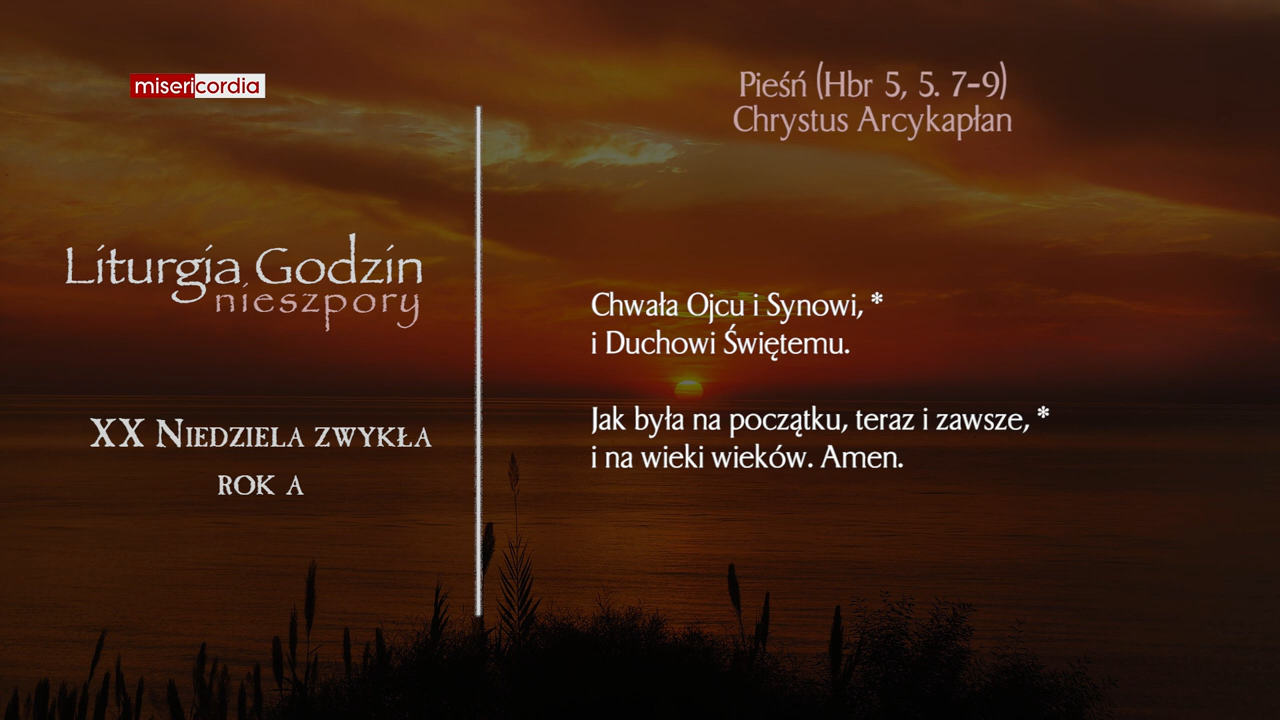 misericordia
Pieśń (Hbr 5, 5. 7-9)
Chrystus Arcykapłan
Liturgia Godzin
nieszpory
XX Niedziela zwykła
rok A
Chwała Ojcu i Synowi, *
i Duchowi Świętemu.
Jak była na początku, teraz i zawsze, *
i na wieki wieków. Amen.